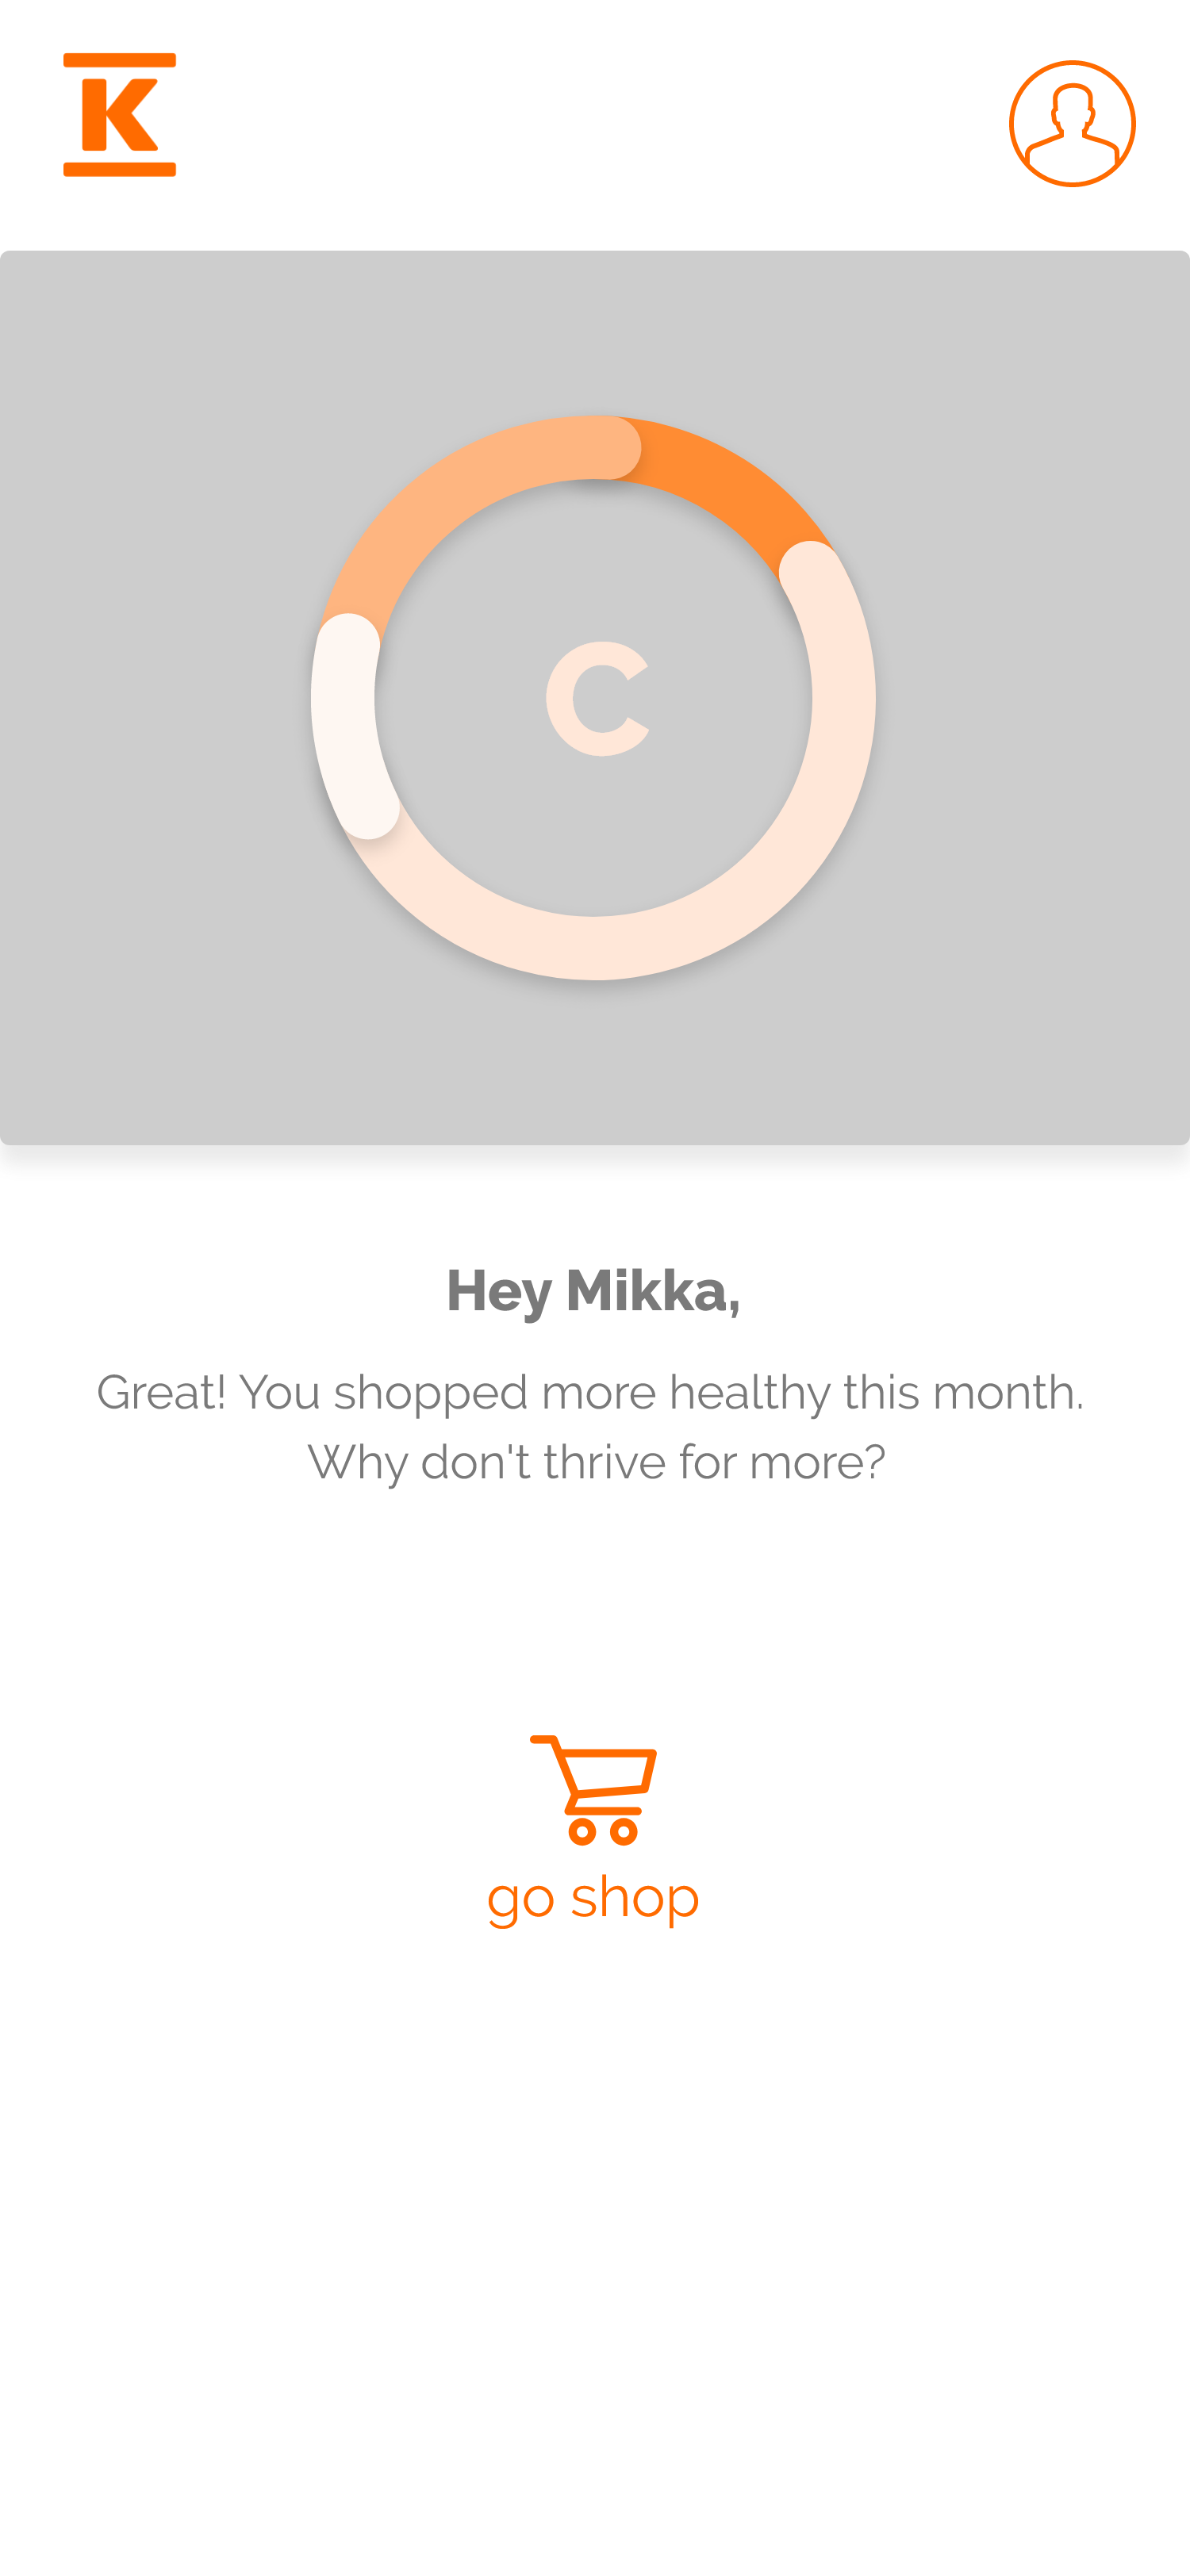 K
C
Hey Mikka,
Great! You shopped more healthy this month.
Why don't thrive for more?
go shop